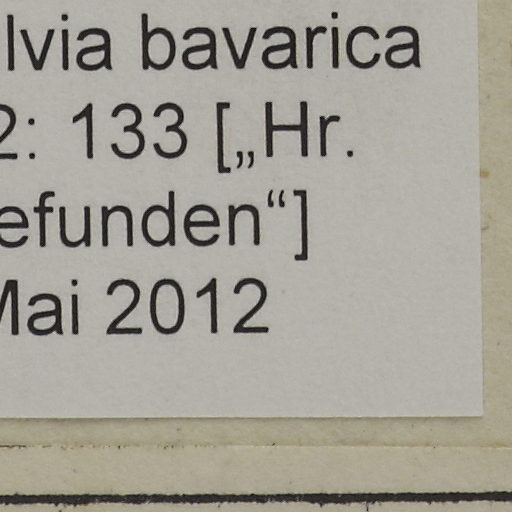 lvia bavarica
2: 133 [„Hr.
efunden“]
Mai 2012